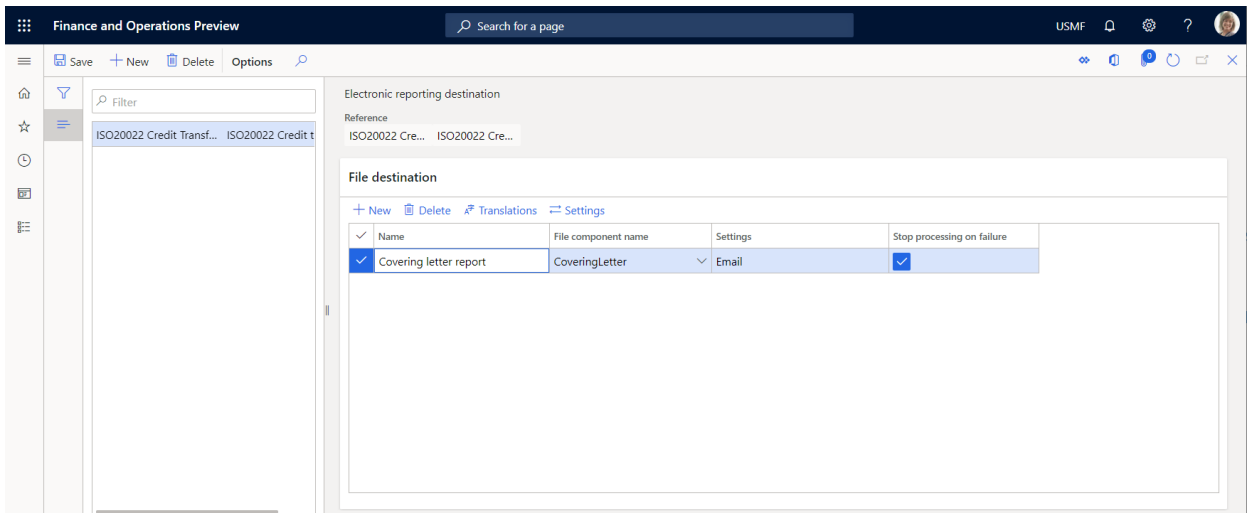 Finance and Operations Preview
Search for a page
USMF
?
Save New Delete Options
0
Filter
ISO20022 Credit Transf... ISO20022 Credit t
Electronic reporting destination
Reference
ISO20022 Cre... ISO20022 Cre...
File destination
New Delete Translations Settings
Name File component name Settings Stop processing on failure
Covering letter report CoveringLetter Email